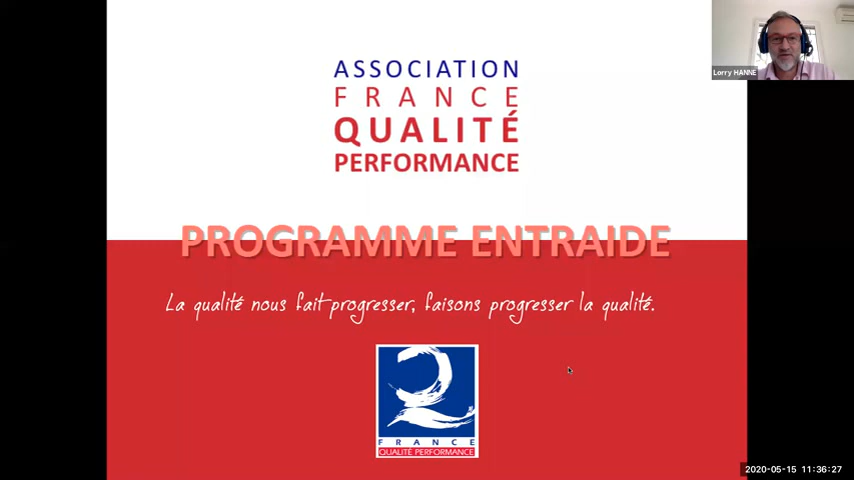 ASSOCIATION
FRANCE
QUALITÉ
PERFORMANCE
Lorry HANNE
PROGRAMME ENTRAIDE
La qualité nous fait progresser, faisons progresser la qualité.
FRANCE
QUALITÉ PERFORMANCE
2020-05-15 11:36:27